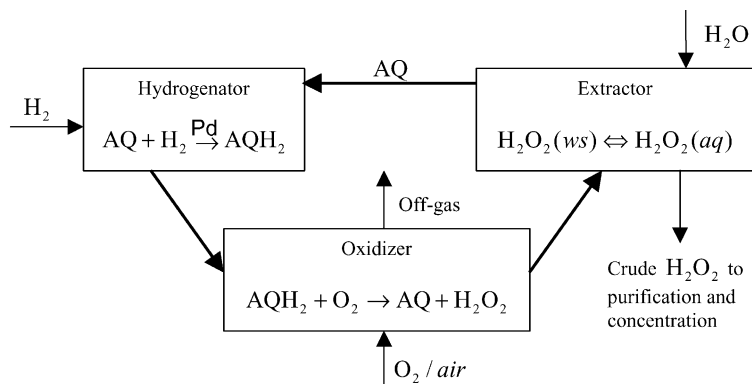 H₂O
AQ
Hydrogenator
Extractor
H₂
Pd
AQ + H₂ → AQH₂
H₂O₂(ws) ⇔ H₂O₂(aq)
Off-gas
Oxidizer
AQH₂ + O₂ → AQ + H₂O₂
Crude H₂O₂ to
purification and
concentration
O₂ / air